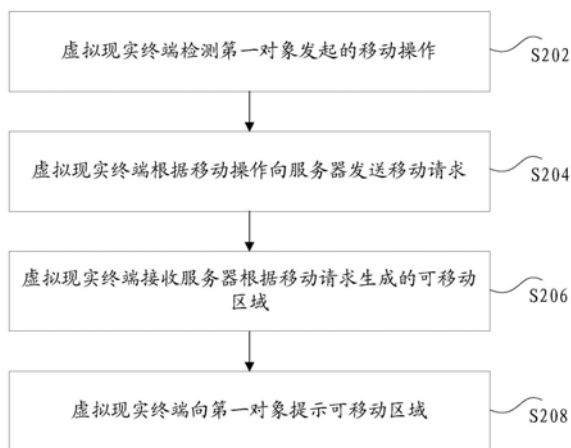 虚拟现实终端检测第一对象发起的移动操作
S202
虚拟现实终端根据移动操作向服务器发送移动请求
S204
虚拟现实终端接收服务器根据移动请求生成的可移动
区域
S206
虚拟现实终端向第一对象提示可移动区域
S208